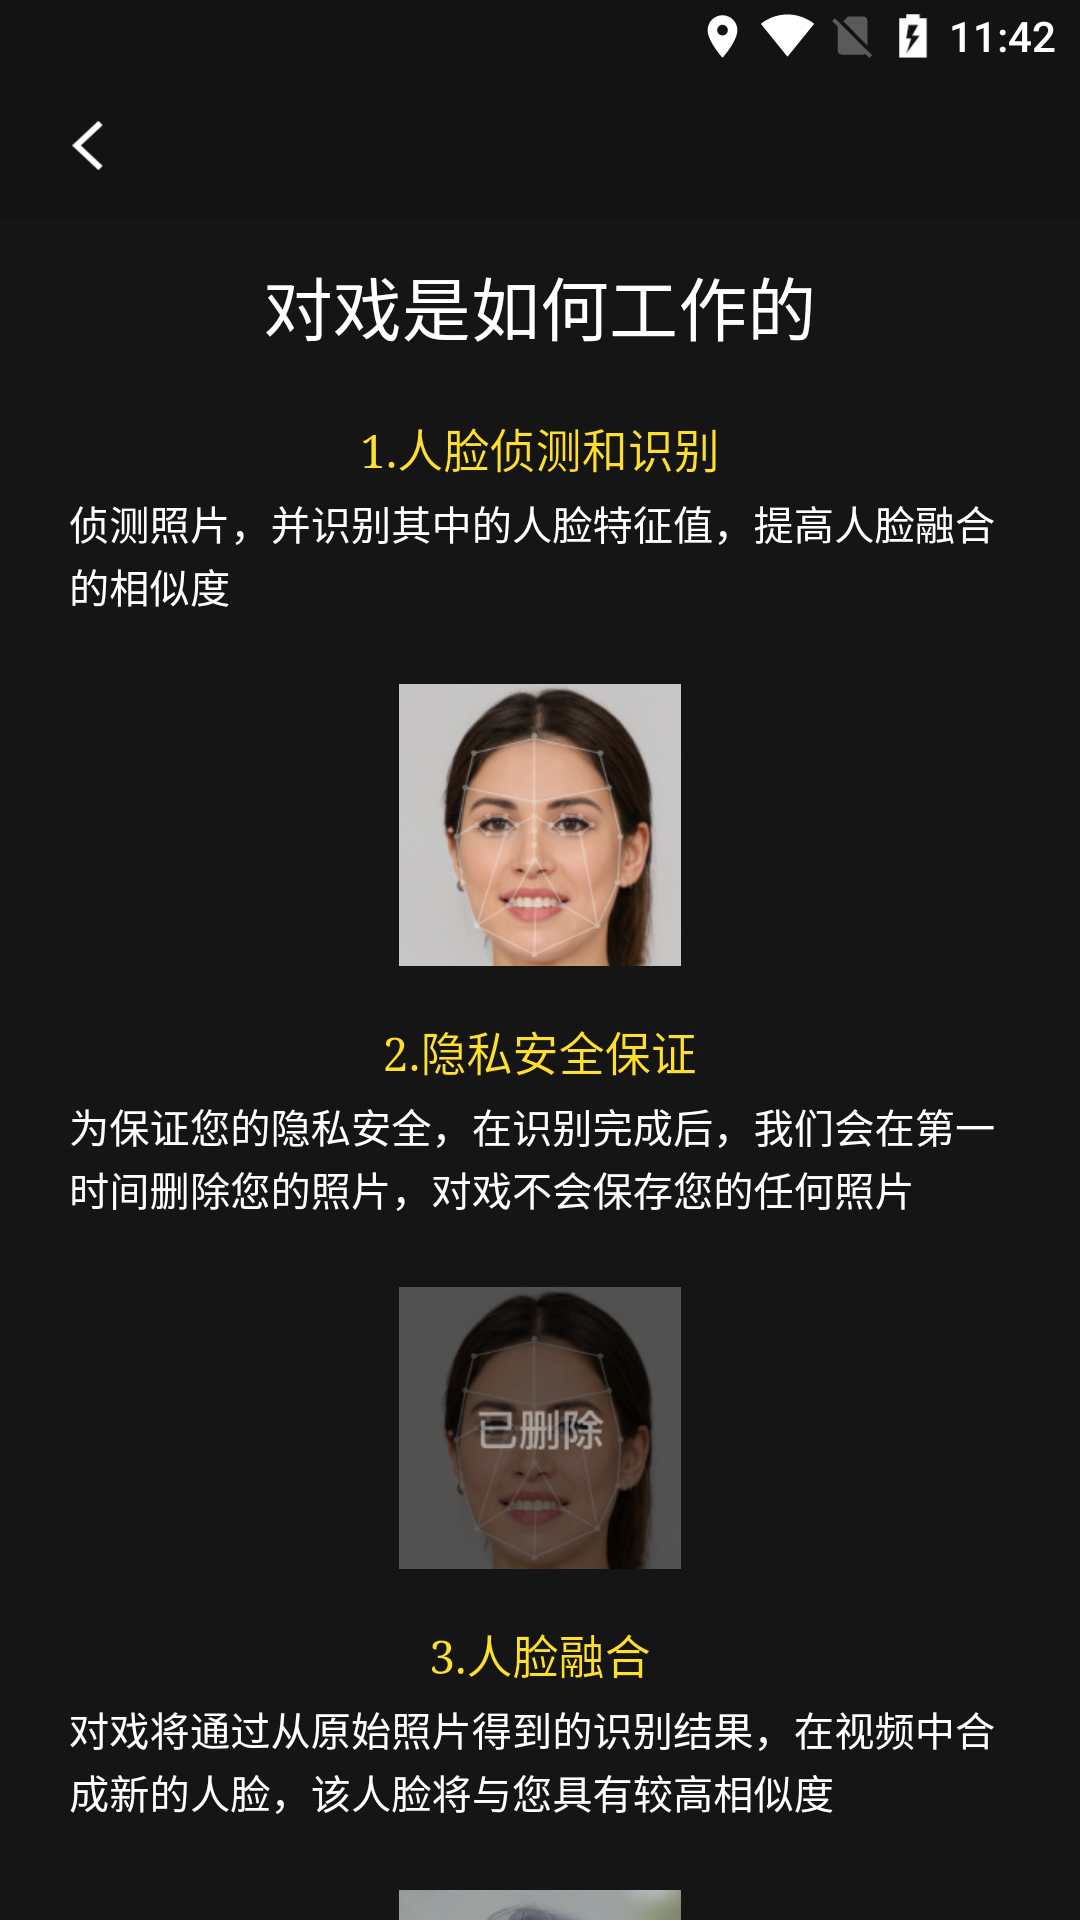 11:42
对戏是如何工作的
1.人脸侦测和识别
侦测照片，并识别其中的人脸特征值，提高人脸融合
的相似度
2.隐私安全保证
为保证您的隐私安全，在识别完成后，我们会在第一
时间删除您的照片，对戏不会保存您的任何照片
已删除
3.人脸融合
对戏将通过从原始照片得到的识别结果，在视频中合
成新的人脸，该人脸将与您具有较高相似度